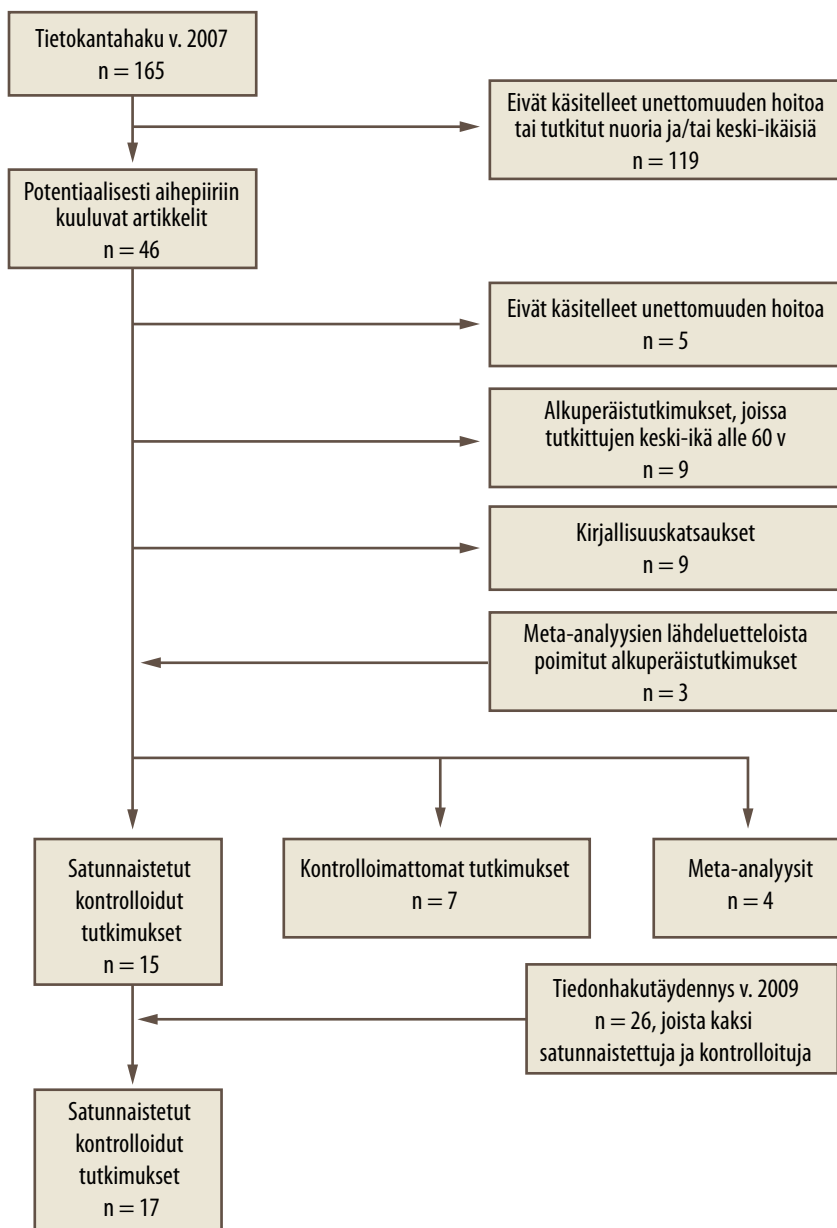 Tietokantahaku v. 2007
n = 165
Eivät käsitelleet unettomuuden hoitoa
tai tutkitut nuoria ja/tai keski-ikäisiä
n = 119
Potentiaalisesti aihepiiriin
kuuluvat artikkelit
n = 46
Eivät käsitelleet unettomuuden hoitoa
n = 5
Alkuperäistutkimukset, joissa
tutkittujen keski-ikä alle 60 v
n = 9
Kirjallisuuskatsaukset
n = 9
Meta-analyysien lähdeluetteloista
poimitut alkuperäistutkimukset
n = 3
Satunnaistetut
kontrolloidut
tutkimukset
n = 15
Kontrolloimattomat tutkimukset
n = 7
Meta-analyysit
n = 4
Tiedonhakutäydennys v. 2009
n = 26, joista kaksi
satunnaistettuja ja kontrolloituja
Satunnaistetut
kontrolloidut
tutkimukset
n = 17